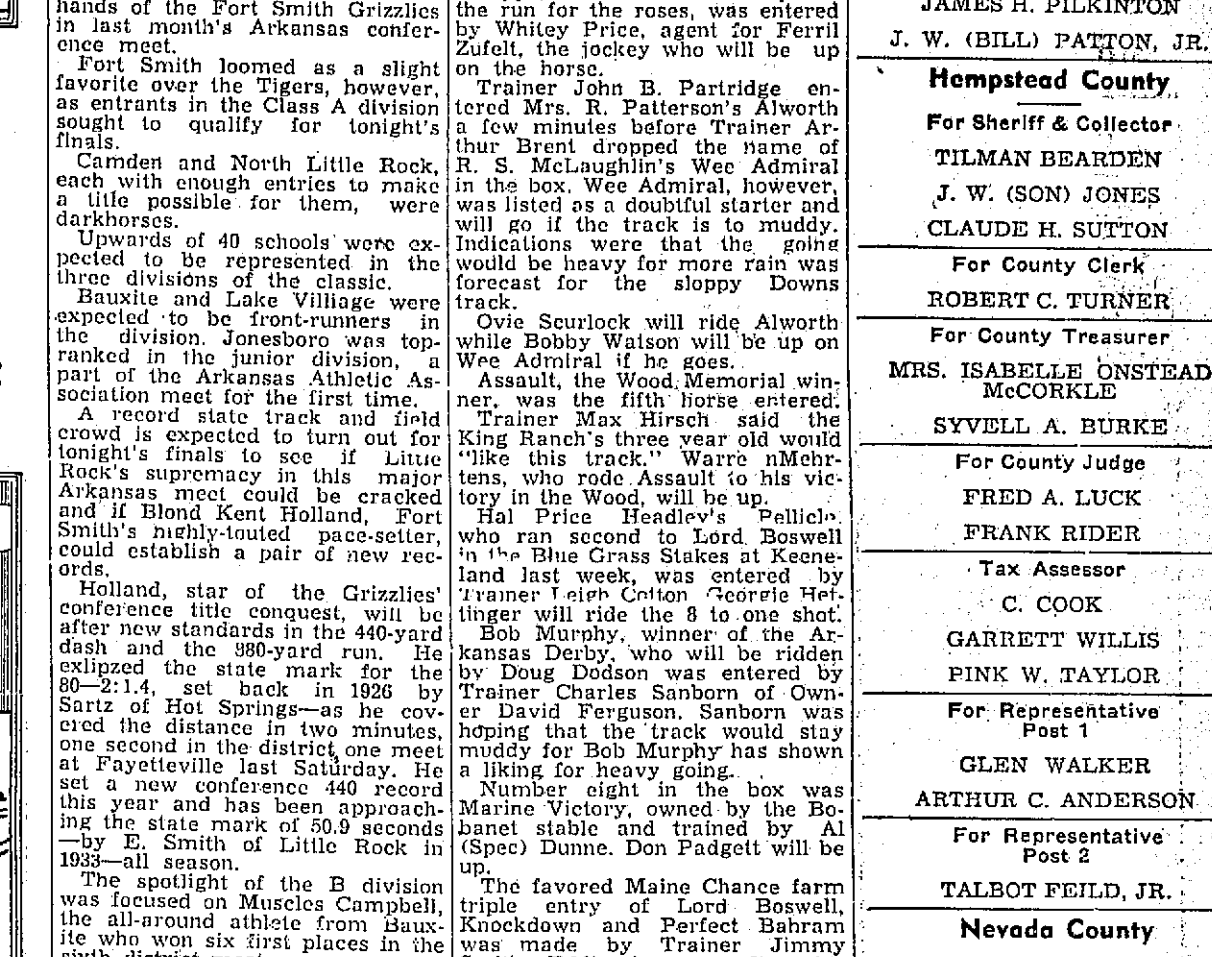 hands of the Fort Smith Grizzlies
in last month's Arkansas confer-
ence meet.
Fort Smith loomed as a slight
favorite over the Tigers, however,
as entrants in the Class A division
sought to qualify for tonight's
finals.
Camden and North Little Rock,
each with enough entries to make
a title possible for them, were
darkhorses.
Upwards of 40 schools were ex-
pected to be represented in the
three divisions of the classic.
Bauxite and Lake Villiage were
expected to be front-runners in
the division. Jonesboro was top-
ranked in the junior division, a
part of the Arkansas Athletic As-
sociation meet for the first time.
A record state track and field
crowd is expected to turn out for
tonight's finals to see if Little
Rock's supremacy in this major
Arkansas meet could be cracked
and if Blond Kent Holland, Fort
Smith's highly-touted pace-setter,
could establish a pair of new rec-
ords.
Holland, star of the Grizzlies'
conference title conquest, will be
after new standards in the 440-yard
dash and the 880-yard run. He
exlipzed the state mark for the
80—2:1.4, set back in 1926 by
Sartz of Hot Springs—as he cov-
ered the distance in two minutes,
one second in the district one meet
at Fayetteville last Saturday. He
set a new conference 440 record
this year and has been approach-
ing the state mark of 50.9 seconds
—by E. Smith of Little Rock in
1933—all season.
The spotlight of the B division
was focused on Muscles Campbell,
the all-around athlete from Baux-
ite who won six first places in the
sixth district meet
the run for the roses, was entered
by Whitey Price, agent for Ferril
Zufelt, the jockey who will be up
on the horse.
Trainer John B. Partridge en-
tered Mrs. R. Patterson's Alworth
a few minutes before Trainer Ar-
thur Brent dropped the name of
R. S. McLaughlin's Wee Admiral
in the box. Wee Admiral, however,
was listed as a doubtful starter and
will go if the track is to muddy.
Indications were that the going
would be heavy for more rain was
forecast for the sloppy Downs
track.
Ovie Scurlock will ride Alworth
while Bobby Watson will be up on
Wee Admiral if he goes.
Assault, the Wood Memorial win-
ner, was the fifth horse entered.
Trainer Max Hirsch said the
King Ranch's three year old would
"like this track." Warre nMehr-
tens, who rode Assault to his vic-
tory in the Wood, will be up.
Hal Price Headley's Pellicle.
who ran second to Lord Boswell
in the Blue Grass Stakes at Keene-
land last week, was entered by
Trainer Leigh Cotton Georgie Het-
tinger will ride the 8 to one shot.
Bob Murphy, winner of the Ar-
kansas Derby, who will be ridden
by Doug Dodson was entered by
Trainer Charles Sanborn of Own-
er David Ferguson. Sanborn was
hoping that the track would stay
muddy for Bob Murphy has shown
a liking for heavy going.
Number eight in the box was
Marine Victory, owned by the Bo-
banet stable and trained by Al
(Spec) Dunne. Don Padgett will be
up.
The favored Maine Chance farm
triple entry of Lord Boswell,
Knockdown and Perfect Bahram
was made by Trainer Jimmy
JAMES H. PILKINTON
J. W. (BILL) PATTON, JR.
Hempstead County
For Sheriff & Collector
TILMAN BEARDEN
J. W. (SON) JONES
CLAUDE H. SUTTON
For County Clerk
ROBERT C. TURNER
For County Treasurer
MRS. ISABELLE ONSTEAD
McCORKLE
SYVELL A. BURKE
For County Judge
FRED A. LUCK
FRANK RIDER
Tax Assessor
C. COOK
GARRETT WILLIS
PINK W. TAYLOR
For Representative
Post 1
GLEN WALKER
ARTHUR C. ANDERSON
For Representative
Post 2
TALBOT FEILD, JR.
Nevada County